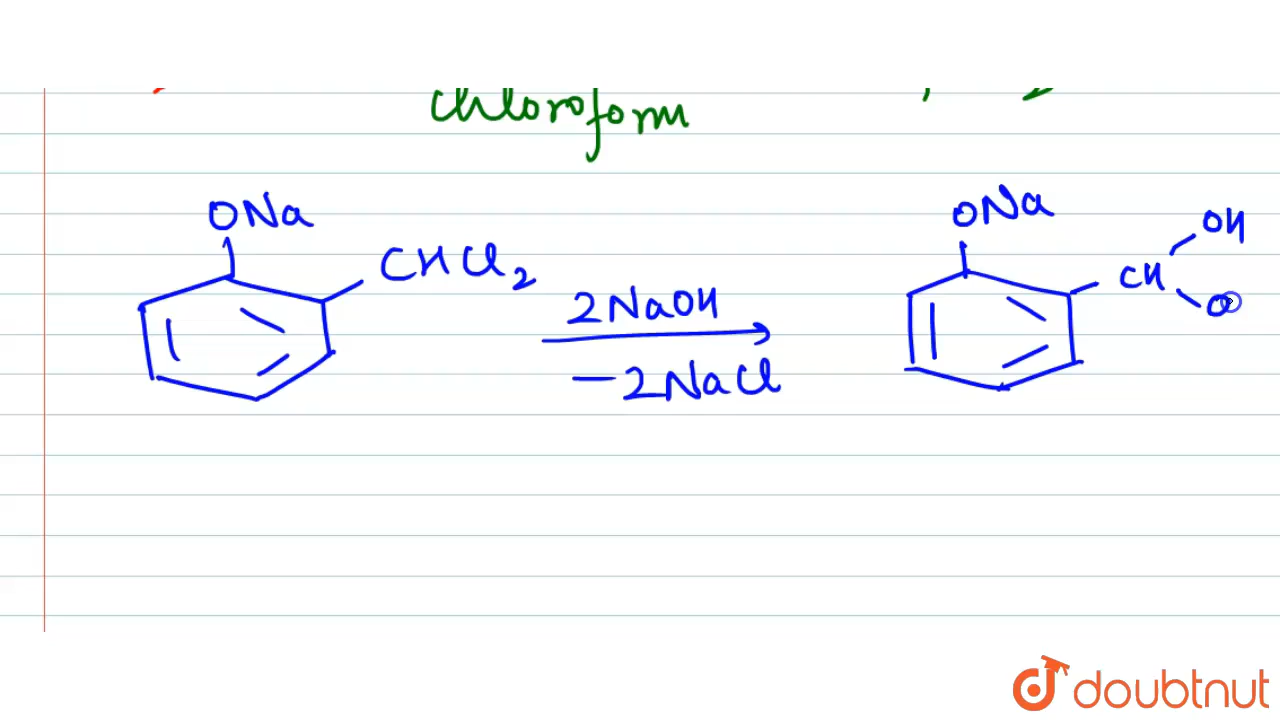 chloroform
ONa
CHCl2
2NaOH
-2NaCl
ONa
CH
OH
O
doubtnut